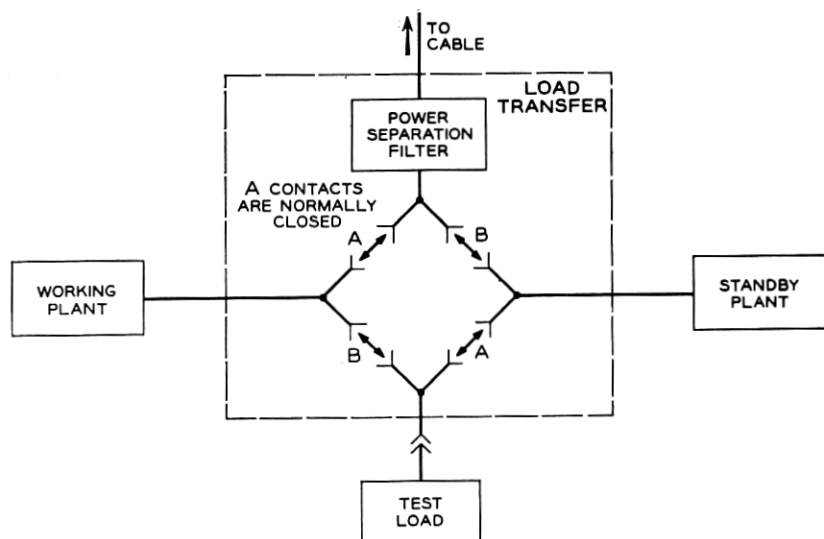 TO
CABLE
LOAD
TRANSFER
POWER
SEPARATION
FILTER
A CONTACTS
ARE NORMALLY
CLOSED
A
B
WORKING
PLANT
STANDBY
PLANT
B
A
TEST
LOAD